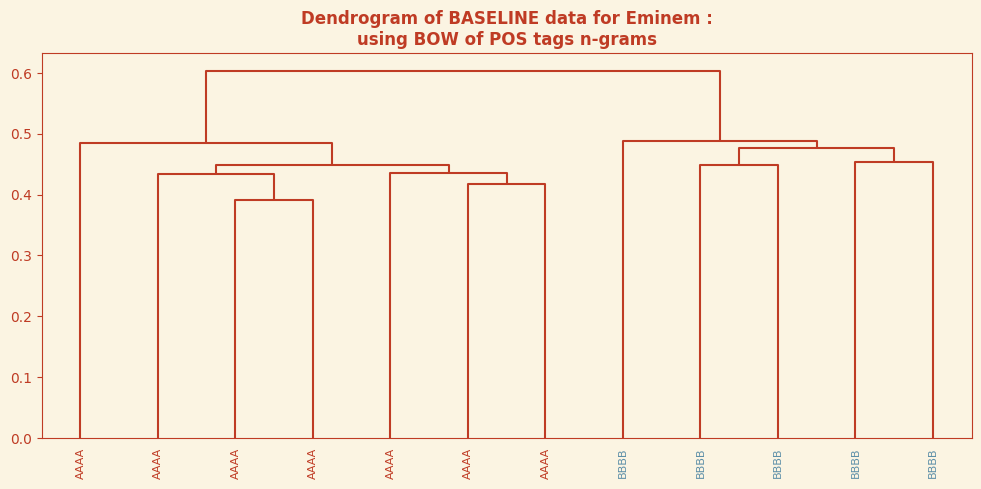 Dendrogram of BASELINE data for Eminem :
using BOW of POS tags n-grams
0.6
0.5
0.4
0.3
0.2
0.1
0.0
AAAA AAAA AAAA AAAA AAAA AAAA AAAA BBBB BBBB BBBB BBBB BBBB